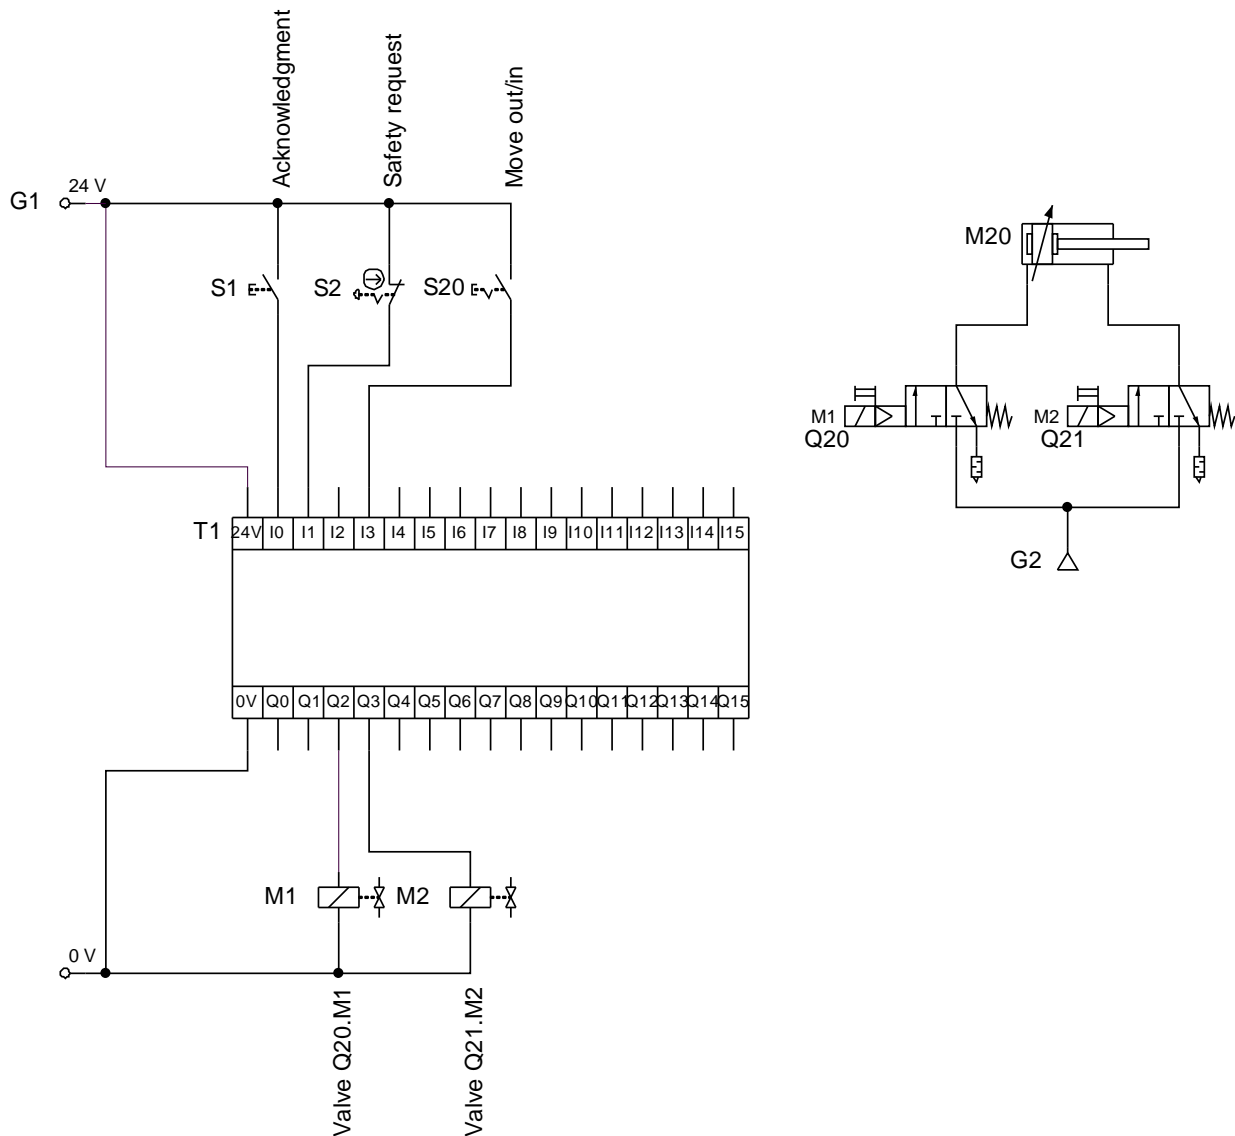 Acknowledgment
Safety request
Move out/in
G1
24 V
S1
S2
S20
M20
M1
Q20
M2
Q21
G2
T1
24V I0 I1 I2 I3 I4 I5 I6 I7 I8 I9 I10 I11 I12 I13 I14 I15
0V Q0 Q1 Q2 Q3 Q4 Q5 Q6 Q7 Q8 Q9 Q10 Q11 Q12 Q13 Q14 Q15
M1
M2
0 V
Valve Q20.M1
Valve Q21.M2